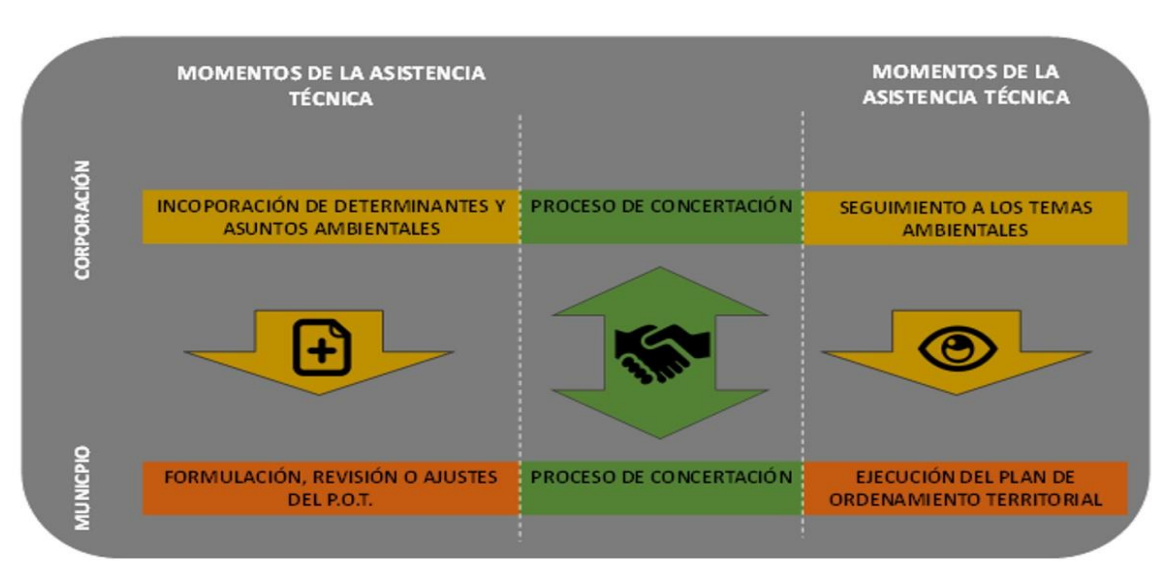 MOMENTOS DE LA ASISTENCIA
TÉCNICA
MOMENTOS DE LA
ASISTENCIA TÉCNICA
CORPORACIÓN
INCOPORACIÓN DE DETERMINANTES Y
ASUNTOS AMBIENTALES
PROCESO DE CONCERTACIÓN
SEGUIMIENTO A LOS TEMAS
AMBIENTALES
MUNICPIO
FORMULACIÓN, REVISIÓN O AJUSTES
DEL P.O.T.
PROCESO DE CONCERTACIÓN
EJECUCIÓN DEL PLAN DE
ORDENAMIENTO TERRITORIAL